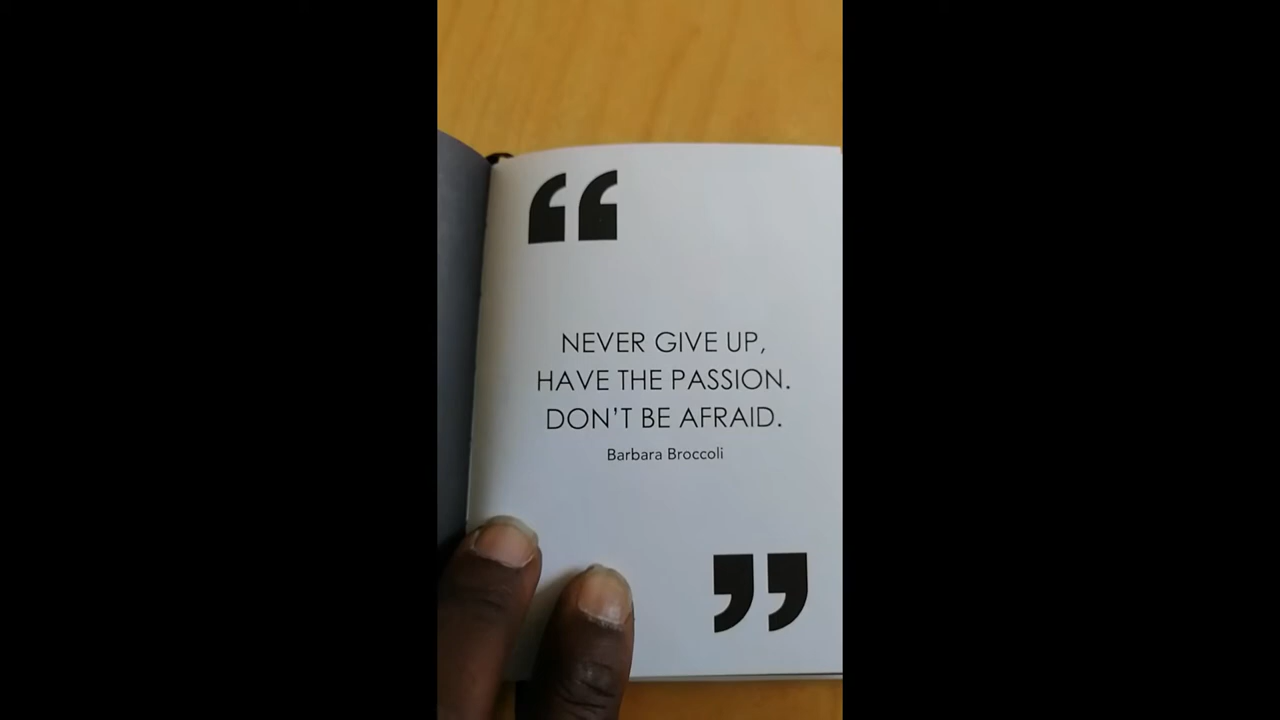 “
NEVER GIVE UP,
HAVE THE PASSION.
DON’T BE AFRAID.
Barbara Broccoli
”